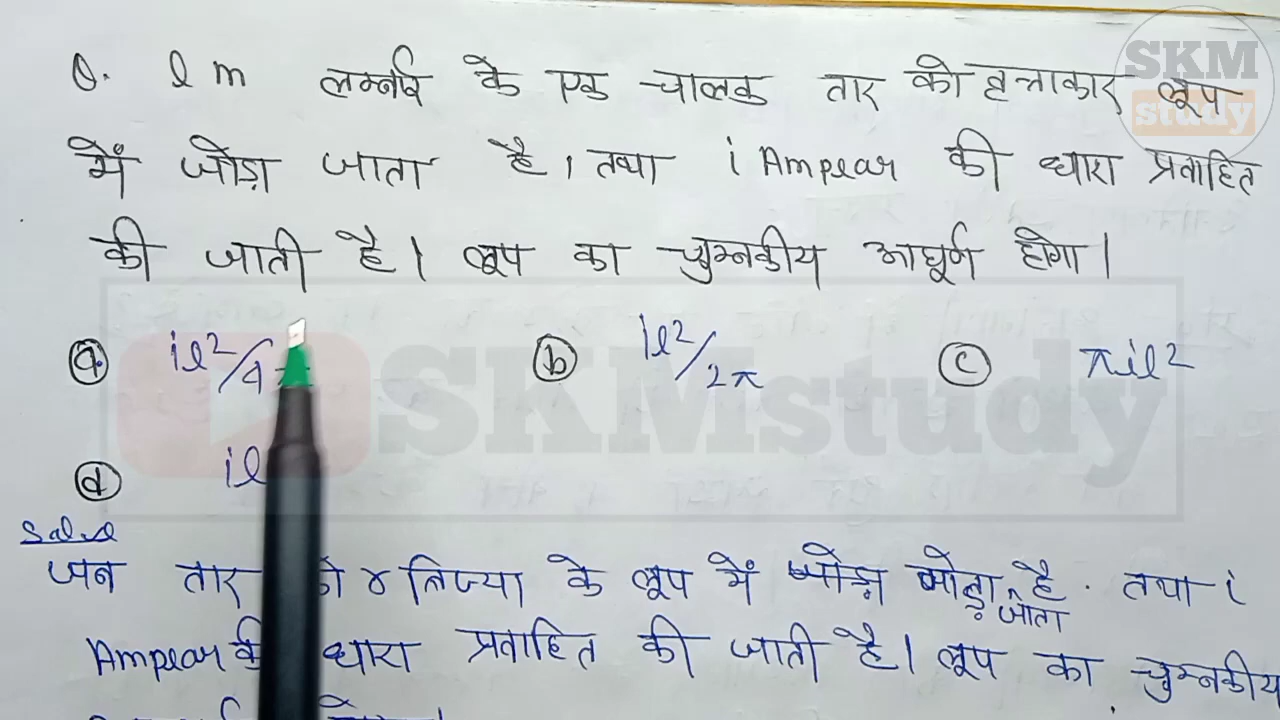 Q. l m लम्बाई के एक चालक तार को वृत्ताकार लूप
में जोड़ा जाता है। तथा i Ampear की धारा प्रवाहित
की जाती है। लूप का चुम्बकीय आघूर्ण होगा।
ⓐ il²/4 ⓑ il²/2π ⓒ πil²
ⓓ il
Solve
जब तार को r त्रिज्या के लूप में मोड़ा है. तथा i
जाता
Ampear की धारा प्रवाहित की जाती है। लूप का चुम्बकीय
SKM
study
SKMstudy